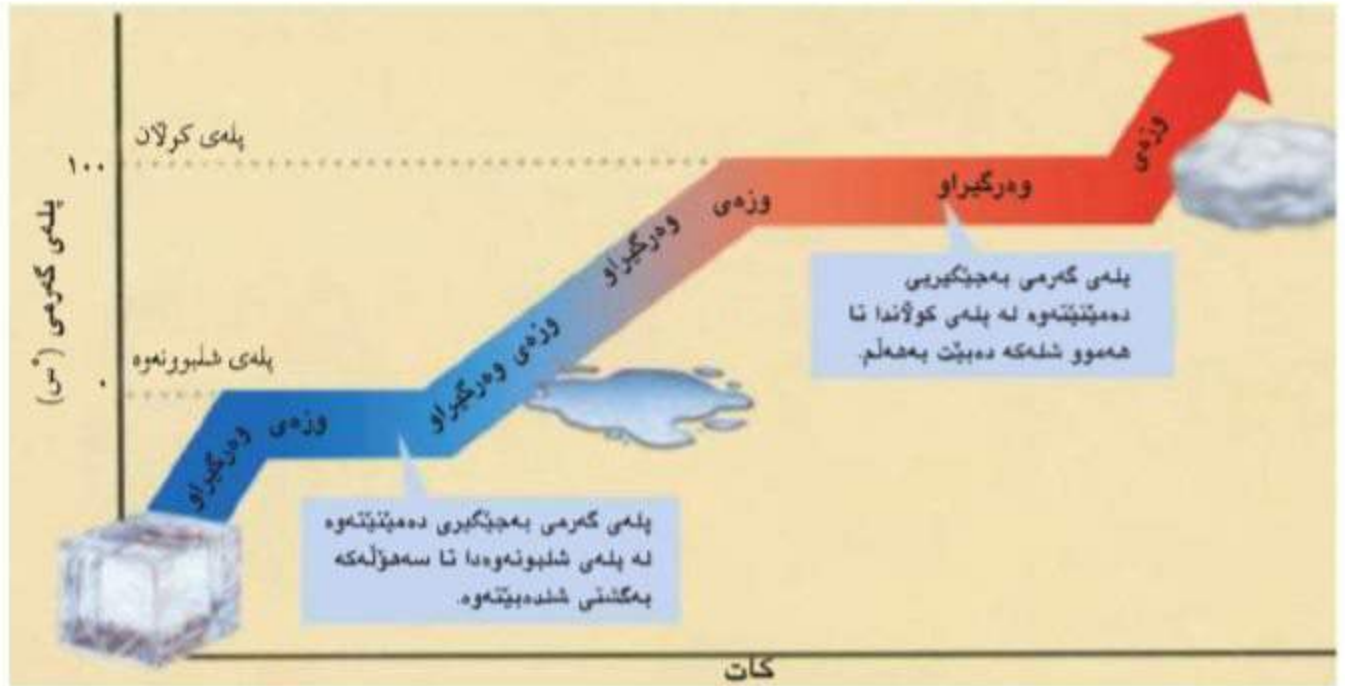 پلەی گەرمی (°س)
پلەی کوڵان
١٠٠
پلەی شلبوونەوە
٠
وزەی
وەرگیراو
وزەی
وەرگیراو
وزەی
وەرگیراو
وزەی
وەرگیراو
پلەی گەرمی بەجێگیریی
دەمێنێتەوە لە پلەی کوڵاندا تا
هەموو شلەکە دەبێت بەهەڵم.
پلەی گەرمی بەجێگیری دەمێنێتەوە
لە پلەی شلبونەوەدا تا سەهۆڵەکە
بەگشتی شلدەبێتەوە.
کات